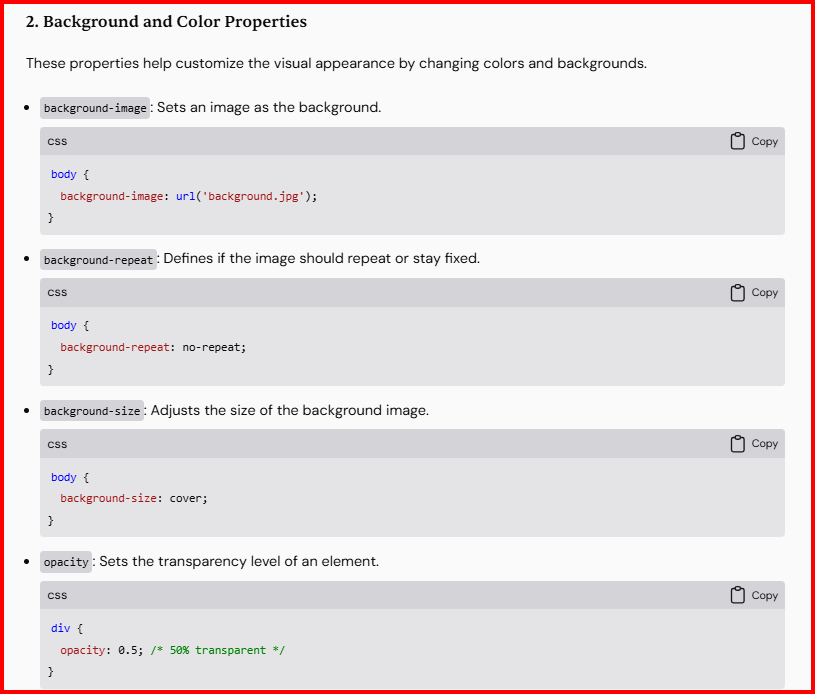 2. Background and Color Properties
These properties help customize the visual appearance by changing colors and backgrounds.
background-image: Sets an image as the background.
css Copy
body {
  background-image: url('background.jpg');
}
background-repeat: Defines if the image should repeat or stay fixed.
css Copy
body {
  background-repeat: no-repeat;
}
background-size: Adjusts the size of the background image.
css Copy
body {
  background-size: cover;
}
opacity: Sets the transparency level of an element.
css Copy
div {
  opacity: 0.5; /* 50% transparent */
}